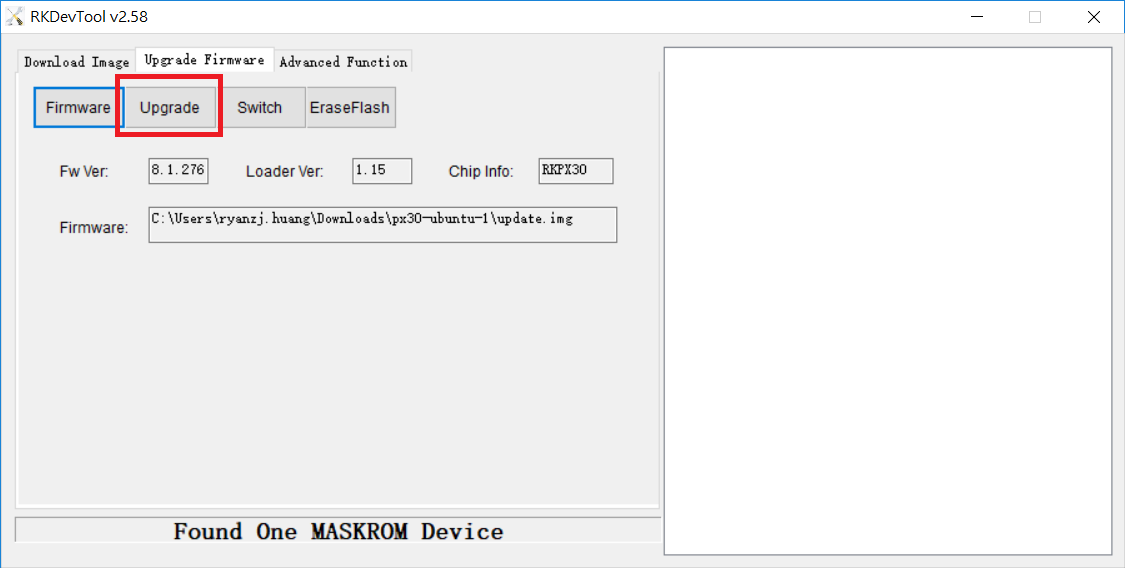 RKDevTool v2.58
Download Image Upgrade Firmware Advanced Function
Firmware Upgrade Switch EraseFlash
Fw Ver: 8.1.276 Loader Ver: 1.15 Chip Info: RKPX30
Firmware: C:\Users\ryanzj.huang\Downloads\px30-ubuntu-1\update.img
Found One MASKROM Device